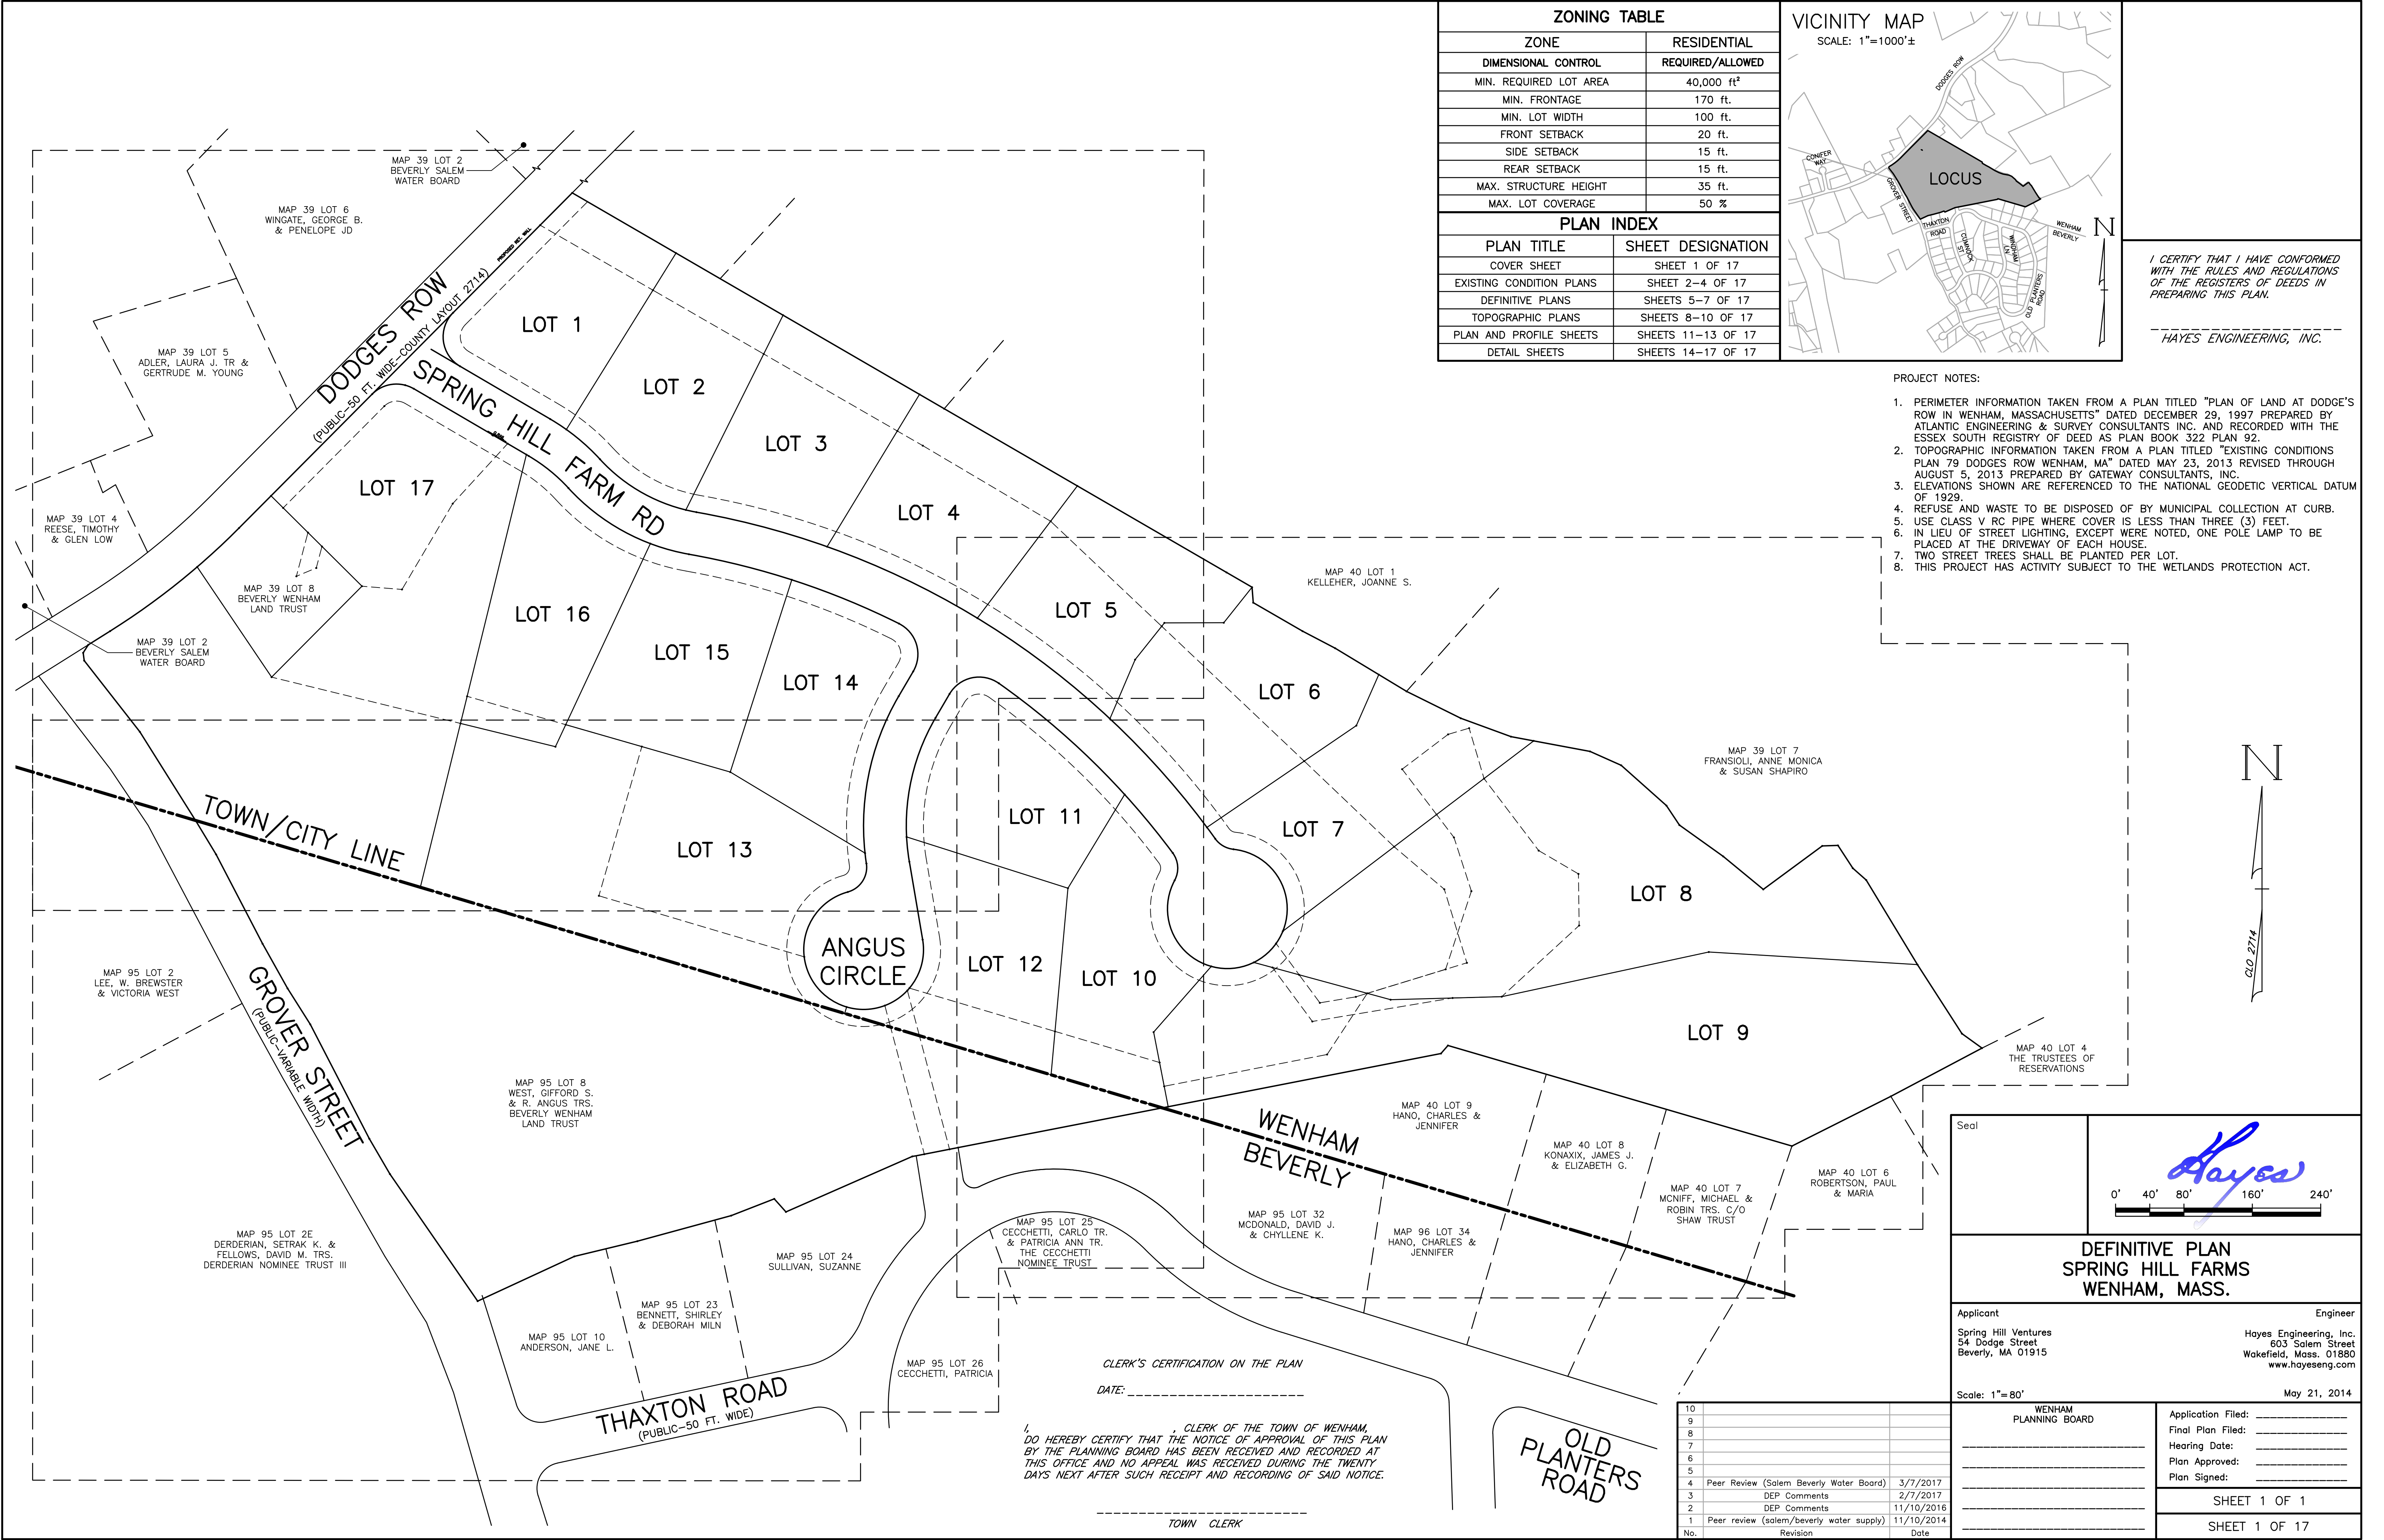 ZONING TABLE
ZONE RESIDENTIAL
DIMENSIONAL CONTROL REQUIRED/ALLOWED
MIN. REQUIRED LOT AREA 40,000 ft²
MIN. FRONTAGE 170 ft.
MIN. LOT WIDTH 100 ft.
FRONT SETBACK 20 ft.
SIDE SETBACK 15 ft.
REAR SETBACK 15 ft.
MAX. STRUCTURE HEIGHT 35 ft.
MAX. LOT COVERAGE 50 %
PLAN INDEX
PLAN TITLE SHEET DESIGNATION
COVER SHEET SHEET 1 OF 17
EXISTING CONDITION PLANS SHEET 2-4 OF 17
DEFINITIVE PLANS SHEETS 5-7 OF 17
TOPOGRAPHIC PLANS SHEETS 8-10 OF 17
PLAN AND PROFILE SHEETS SHEETS 11-13 OF 17
DETAIL SHEETS SHEETS 14-17 OF 17
VICINITY MAP
SCALE: 1"=1000'±
DODGES ROW
CONIFER
WAY
GROVER STREET
LOCUS
THAXTON
ROAD
CUMNOCK
ST.
WINDHAM
LN
WENHAM
BEVERLY
OLD PLANTERS
ROAD
N
I CERTIFY THAT I HAVE CONFORMED
WITH THE RULES AND REGULATIONS
OF THE REGISTERS OF DEEDS IN
PREPARING THIS PLAN.
HAYES ENGINEERING, INC.
PROJECT NOTES:
1. PERIMETER INFORMATION TAKEN FROM A PLAN TITLED "PLAN OF LAND AT DODGE'S
ROW IN WENHAM, MASSACHUSETTS" DATED DECEMBER 29, 1997 PREPARED BY
ATLANTIC ENGINEERING & SURVEY CONSULTANTS INC. AND RECORDED WITH THE
ESSEX SOUTH REGISTRY OF DEED AS PLAN BOOK 322 PLAN 92.
2. TOPOGRAPHIC INFORMATION TAKEN FROM A PLAN TITLED "EXISTING CONDITIONS
PLAN 79 DODGES ROW WENHAM, MA" DATED MAY 23, 2013 REVISED THROUGH
AUGUST 5, 2013 PREPARED BY GATEWAY CONSULTANTS, INC.
3. ELEVATIONS SHOWN ARE REFERENCED TO THE NATIONAL GEODETIC VERTICAL DATUM
OF 1929.
4. REFUSE AND WASTE TO BE DISPOSED OF BY MUNICIPAL COLLECTION AT CURB.
5. USE CLASS V RC PIPE WHERE COVER IS LESS THAN THREE (3) FEET.
6. IN LIEU OF STREET LIGHTING, EXCEPT WERE NOTED, ONE POLE LAMP TO BE
PLACED AT THE DRIVEWAY OF EACH HOUSE.
7. TWO STREET TREES SHALL BE PLANTED PER LOT.
8. THIS PROJECT HAS ACTIVITY SUBJECT TO THE WETLANDS PROTECTION ACT.
MAP 39 LOT 2
BEVERLY SALEM
WATER BOARD
MAP 39 LOT 6
WINGATE, GEORGE B.
& PENELOPE JD
MAP 39 LOT 5
ADLER, LAURA J. TR &
GERTRUDE M. YOUNG
MAP 39 LOT 4
REESE, TIMOTHY
& GLEN LOW
DODGES ROW
(PUBLIC-50 FT. WIDE-COUNTY LAYOUT 2714)
PROPOSED RET. WALL
SPRING HILL FARM RD
LOT 1
LOT 2
LOT 3
LOT 4
LOT 5
LOT 6
LOT 7
LOT 8
LOT 9
LOT 10
LOT 11
LOT 12
LOT 13
LOT 14
LOT 15
LOT 16
LOT 17
MAP 39 LOT 8
BEVERLY WENHAM
LAND TRUST
MAP 39 LOT 2
BEVERLY SALEM
WATER BOARD
MAP 40 LOT 1
KELLEHER, JOANNE S.
MAP 39 LOT 7
FRANSIOLI, ANNE MONICA
& SUSAN SHAPIRO
N
CLO 2714
TOWN/CITY LINE
ANGUS
CIRCLE
MAP 95 LOT 2
LEE, W. BREWSTER
& VICTORIA WEST
GROVER STREET
(PUBLIC-VARIABLE WIDTH)
MAP 95 LOT 8
WEST, GIFFORD S.
& R. ANGUS TRS.
BEVERLY WENHAM
LAND TRUST
WENHAM
BEVERLY
MAP 40 LOT 9
HANO, CHARLES &
JENNIFER
MAP 40 LOT 8
KONAXIX, JAMES J.
& ELIZABETH G.
MAP 40 LOT 7
MCNIFF, MICHAEL &
ROBIN TRS. C/O
SHAW TRUST
MAP 40 LOT 6
ROBERTSON, PAUL
& MARIA
MAP 40 LOT 4
THE TRUSTEES OF
RESERVATIONS
MAP 95 LOT 2E
DERDERIAN, SETRAK K. &
FELLOWS, DAVID M. TRS.
DERDERIAN NOMINEE TRUST III
MAP 95 LOT 10
ANDERSON, JANE L.
MAP 95 LOT 23
BENNETT, SHIRLEY
& DEBORAH MILN
MAP 95 LOT 24
SULLIVAN, SUZANNE
MAP 95 LOT 25
CECCHETTI, CARLO TR.
& PATRICIA ANN TR.
THE CECCHETTI
NOMINEE TRUST
MAP 95 LOT 32
MCDONALD, DAVID J.
& CHYLLENE K.
MAP 96 LOT 34
HANO, CHARLES &
JENNIFER
MAP 95 LOT 26
CECCHETTI, PATRICIA
THAXTON ROAD
(PUBLIC-50 FT. WIDE)
OLD
PLANTERS
ROAD
CLERK'S CERTIFICATION ON THE PLAN
DATE:
I, , CLERK OF THE TOWN OF WENHAM,
DO HEREBY CERTIFY THAT THE NOTICE OF APPROVAL OF THIS PLAN
BY THE PLANNING BOARD HAS BEEN RECEIVED AND RECORDED AT
THIS OFFICE AND NO APPEAL WAS RECEIVED DURING THE TWENTY
DAYS NEXT AFTER SUCH RECEIPT AND RECORDING OF SAID NOTICE.
TOWN CLERK
Seal
Hayes
0' 40' 80' 160' 240'
DEFINITIVE PLAN
SPRING HILL FARMS
WENHAM, MASS.
Applicant
Spring Hill Ventures
54 Dodge Street
Beverly, MA 01915
Engineer
Hayes Engineering, Inc.
603 Salem Street
Wakefield, Mass. 01880
www.hayeseng.com
Scale: 1"=80'
May 21, 2014
10
9
8
7
6
5
4 Peer Review (Salem Beverly Water Board) 3/7/2017
3 DEP Comments 2/7/2017
2 DEP Comments 11/10/2016
1 Peer review (salem/beverly water supply) 11/10/2014
No. Revision Date
WENHAM
PLANNING BOARD
Application Filed:
Final Plan Filed:
Hearing Date:
Plan Approved:
Plan Signed:
SHEET 1 OF 1
SHEET 1 OF 17